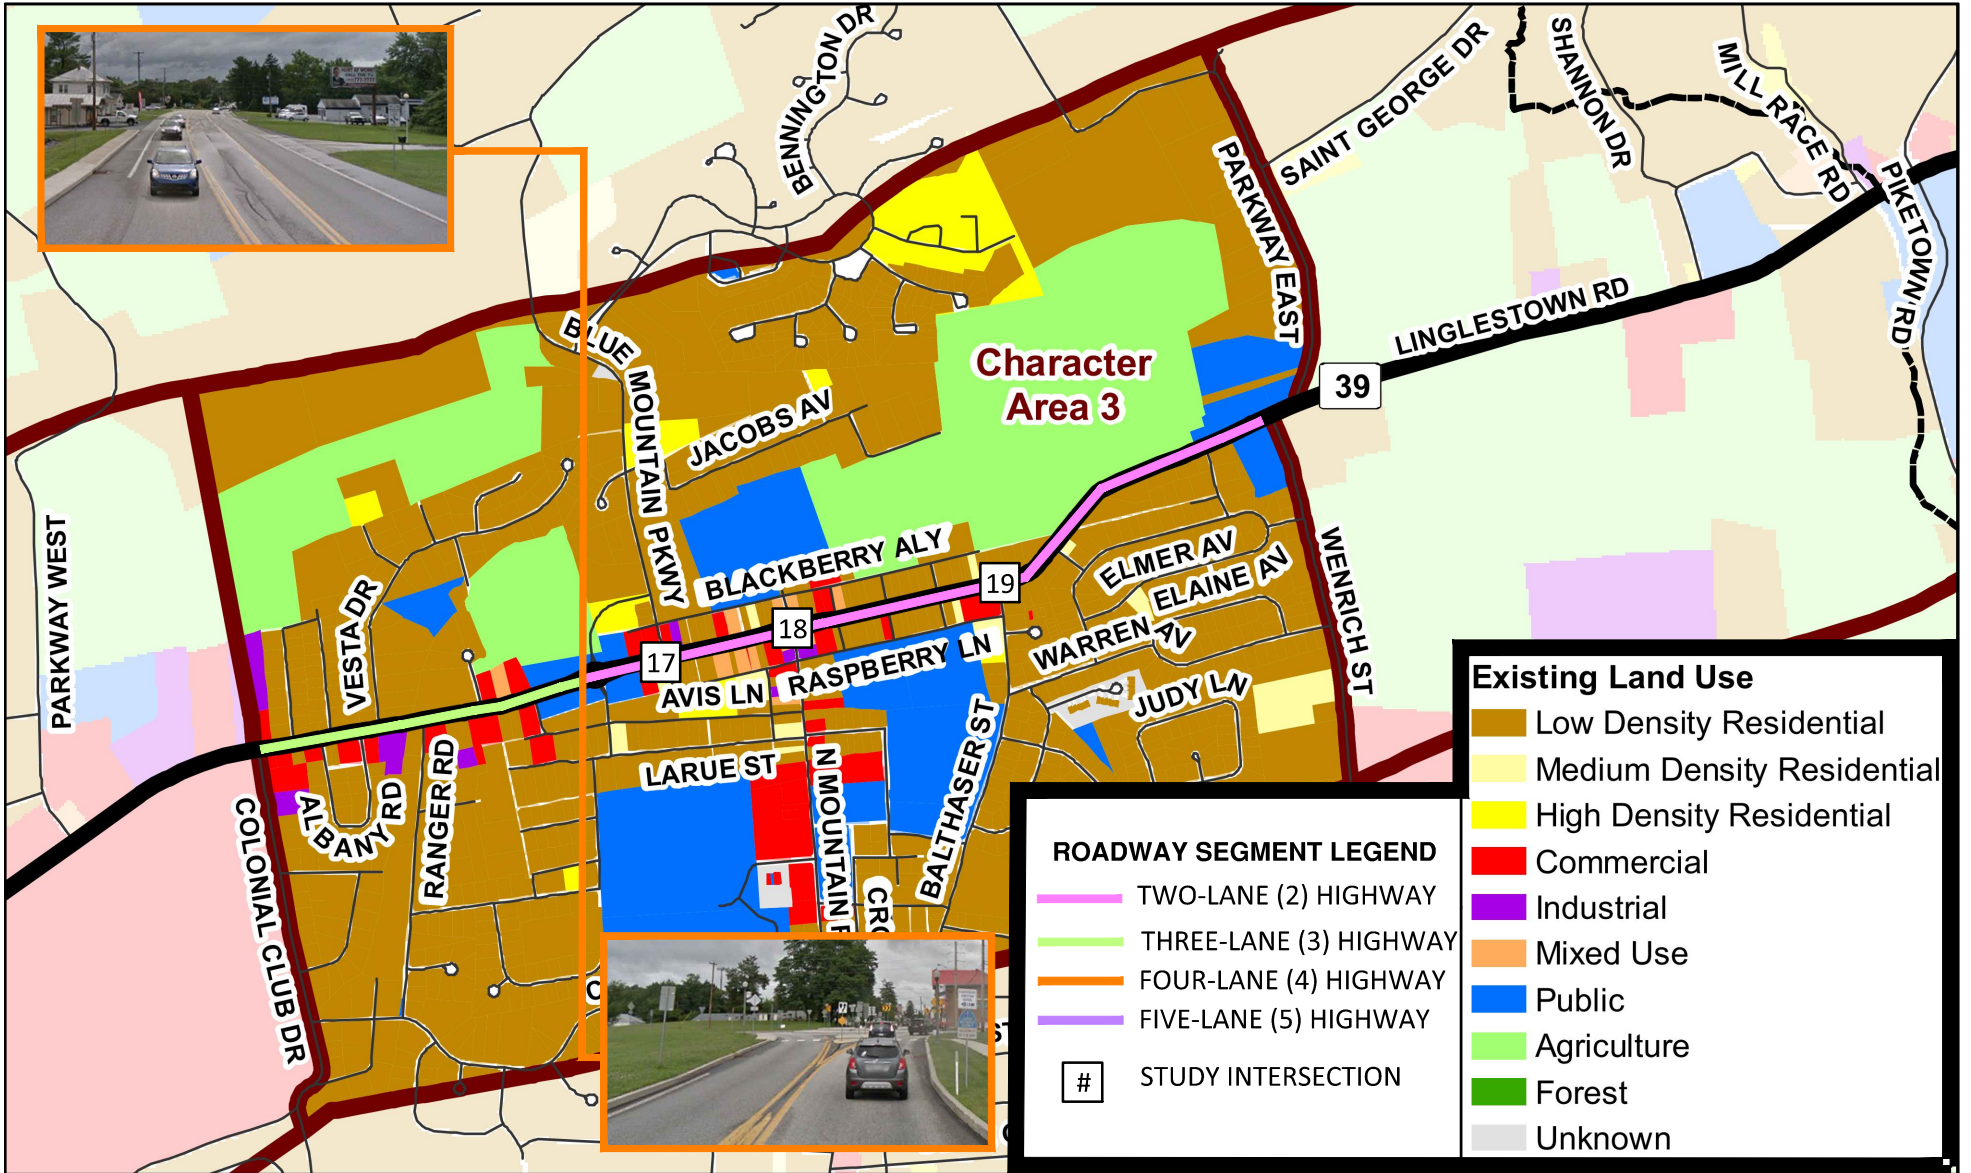 BENNINGTON DR
SAINT GEORGE DR
SHANNON DR
MILL RACE RD
PIKETOWN RD
PARKWAY EAST
LINGLESTOWN RD
39
Character
Area 3
BLUE MOUNTAIN PKWY
JACOBS AV
PARKWAY WEST
VESTA DR
BLACKBERRY ALY
ELMER AV
ELAINE AV
WARREN AV
WENRICH ST
19
18
17
RASPBERRY LN
AVIS LN
JUDY LN
LARUE ST
N MOUNTAIN
BALTHASER ST
RANGER RD
ALBANY RD
COLONIAL CLUB DR
CRO
ROADWAY SEGMENT LEGEND
TWO-LANE (2) HIGHWAY
THREE-LANE (3) HIGHWAY
FOUR-LANE (4) HIGHWAY
FIVE-LANE (5) HIGHWAY
# STUDY INTERSECTION
Existing Land Use
Low Density Residential
Medium Density Residential
High Density Residential
Commercial
Industrial
Mixed Use
Public
Agriculture
Forest
Unknown